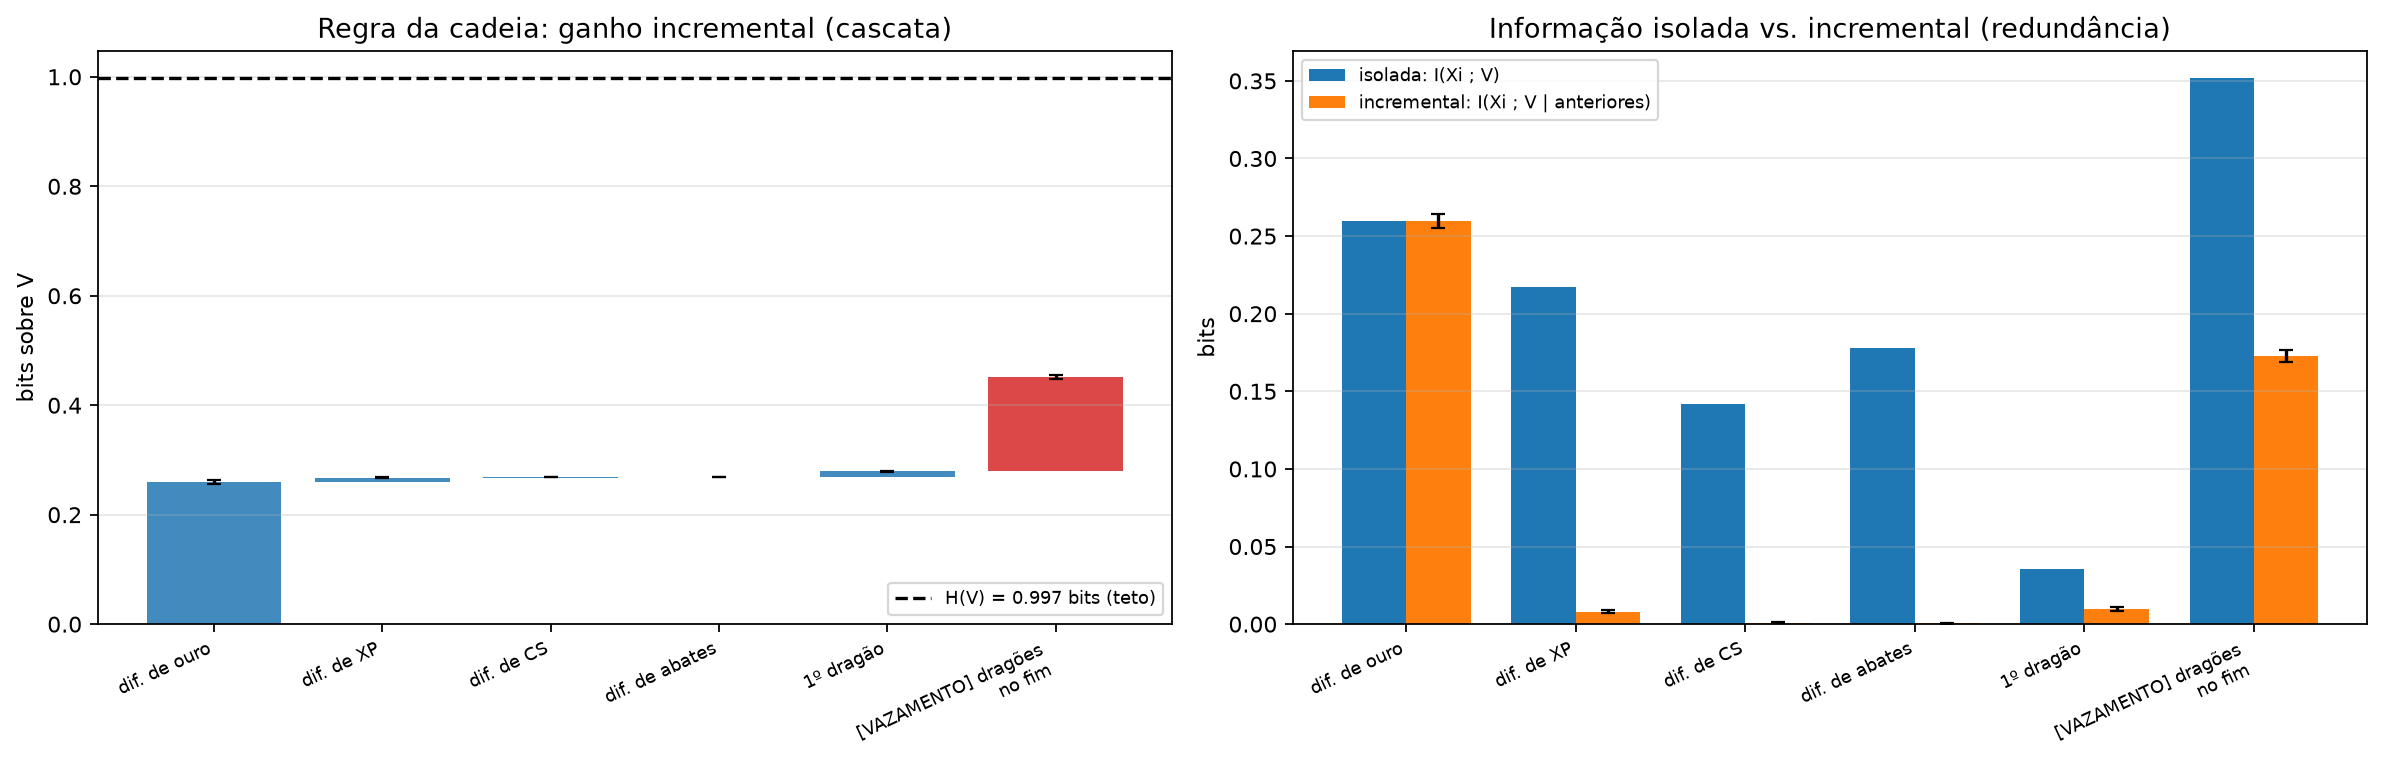 Regra da cadeia: ganho incremental (cascata)
bits sobre V
1.0
0.8
0.6
0.4
0.2
0.0
H(V) = 0.997 bits (teto)
dif. de ouro
dif. de XP
dif. de CS
dif. de abates
1º dragão
[VAZAMENTO] dragões
no fim
Informação isolada vs. incremental (redundância)
isolada: I(Xi ; V)
incremental: I(Xi ; V | anteriores)
bits
0.35
0.30
0.25
0.20
0.15
0.10
0.05
0.00
dif. de ouro
dif. de XP
dif. de CS
dif. de abates
1º dragão
[VAZAMENTO] dragões
no fim